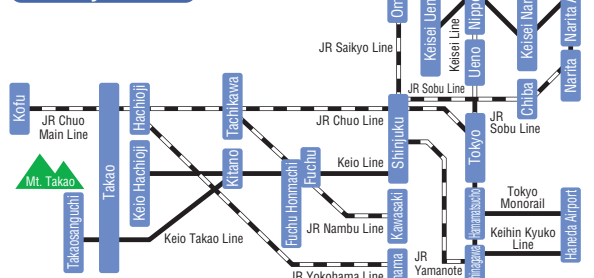 JR Saikyo Line
Keisei Line
Ueno
Narita
Chiba
JR Sobu Line
JR
Sobu Line
Kofu
JR Chuo
Main Line
Takao
Hachioji
Tachikawa
JR Chuo Line
Shinjuku
Tokyo
Mt. Takao
Takaosanguchi
Keio Hachioji
Kitano
Fuchu Honmachi
Fuchu
Keio Line
Keio Takao Line
JR Nambu Line
Kawasaki
JR Yokohama Line
JR
Yamanote
Hamamatsucho
Tokyo
Monorail
Keihin Kyuko
Line
Haneda Airport